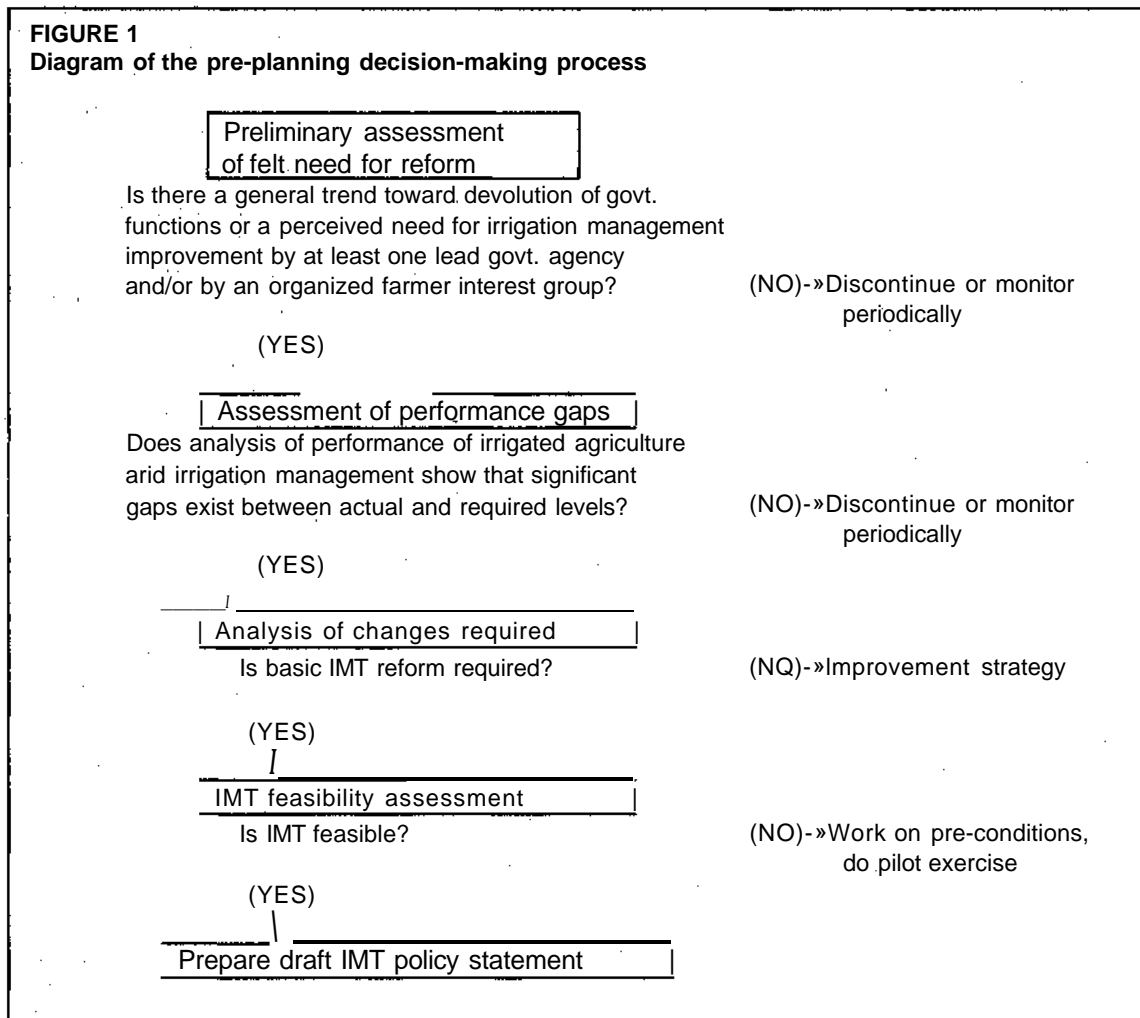 FIGURE 1
Diagram of the pre-planning decision-making process
Preliminary assessment
of felt need for reform
Is there a general trend toward devolution of govt.
functions or a perceived need for irrigation management
improvement by at least one lead govt. agency
and/or by an organized farmer interest group?
(NO)-»Discontinue or monitor
periodically
(YES)
Assessment of performance gaps
Does analysis of performance of irrigated agriculture
arid irrigation management show that significant
gaps exist between actual and required levels?
(NO)-»Discontinue or monitor
periodically
(YES)
Analysis of changes required
Is basic IMT reform required?
(NQ)-»Improvement strategy
(YES)
IMT feasibility assessment
Is IMT feasible?
(NO)-»Work on pre-conditions,
do pilot exercise
(YES)
Prepare draft IMT policy statement